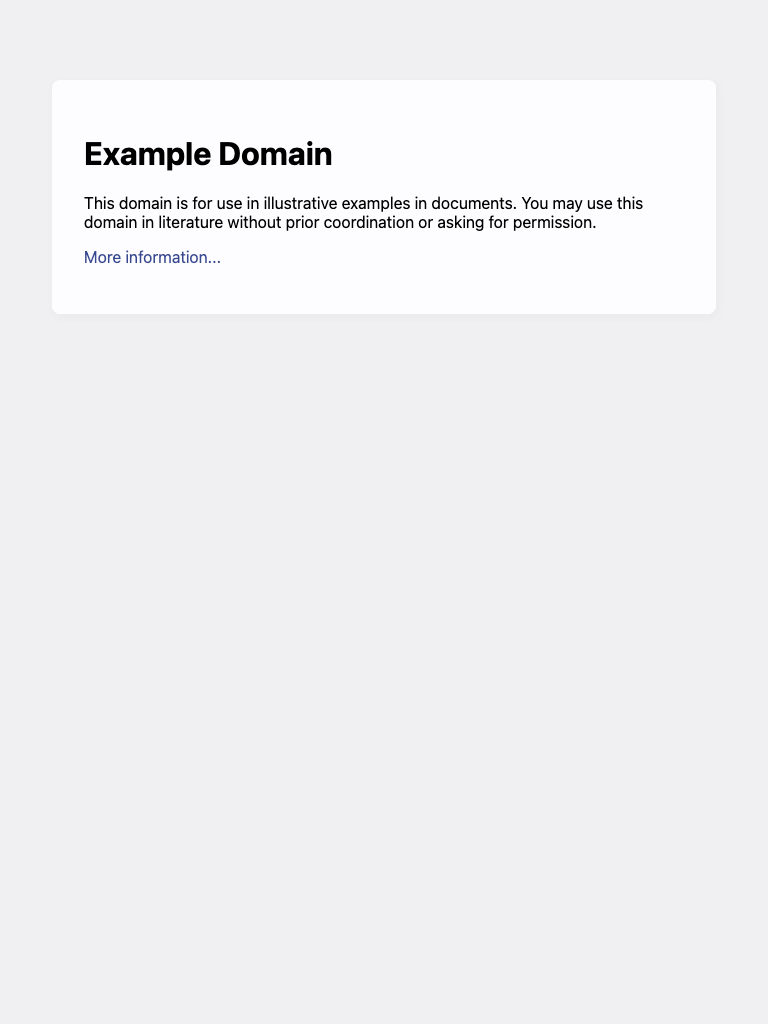 Example Domain
This domain is for use in illustrative examples in documents. You may use this
domain in literature without prior coordination or asking for permission.
More information...